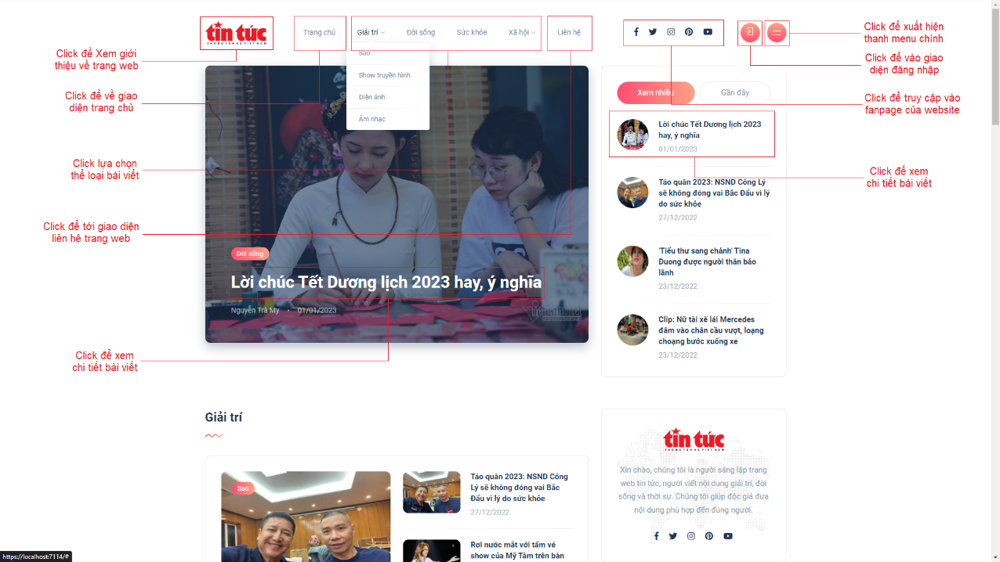 tin tức
THÔNG TẤN XÃ VIỆT NAM
Trang chủ
Giải trí
Đời sống
Sức khỏe
Xã hội
Liên hệ
Sao
Show truyền hình
Điện ảnh
Âm nhạc
Click để Xem giới
thiệu về trang web
Click để về giao
diện trang chủ
Click lựa chọn
thể loại bài viết
Click để tới giao diện
liên hệ trang web
Click để xem
chi tiết bài viết
Click để xuất hiện
thanh menu chính
Click để vào giao
diện đăng nhập
Click để truy cập vào
fanpage của website
Click để xem
chi tiết bài viết
Đời sống
Lời chúc Tết Dương lịch 2023 hay, ý nghĩa
Nguyễn Trà My • 01/01/2023
Xem nhiều
Gần đây
Lời chúc Tết Dương lịch 2023
hay, ý nghĩa
01/01/2023
Táo quân 2023: NSND Công Lý
sẽ không đóng vai Bắc Đẩu vì lý
do sức khỏe
27/12/2022
'Tiểu thư sang chảnh' Tina
Duong được người thân bảo
lãnh
23/12/2022
Clip: Nữ tài xế lái Mercedes
đâm vào chân cầu vượt, loạng
choạng bước xuống xe
23/12/2022
Giải trí
Sao
Táo quân 2023: NSND Công
Lý sẽ không đóng vai Bắc
Đẩu vì lý do sức khỏe
27/12/2022
Rơi nước mắt với tấm vé
show của Mỹ Tâm trên bàn
tin tức
THÔNG TẤN XÃ VIỆT NAM
Xin chào, chúng tôi là người sáng lập trang
web tin tức, người viết nội dung giải trí, đời
sống và thời sự. Chúng tôi giúp độc giả đưa
nội dung phù hợp đến đúng người.
https://localhost:7114/#